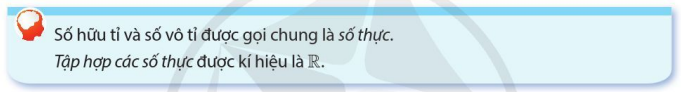 Số hữu tỉ và số vô tỉ được gọi chung là số thực.
Tập hợp các số thực được kí hiệu là ℝ.